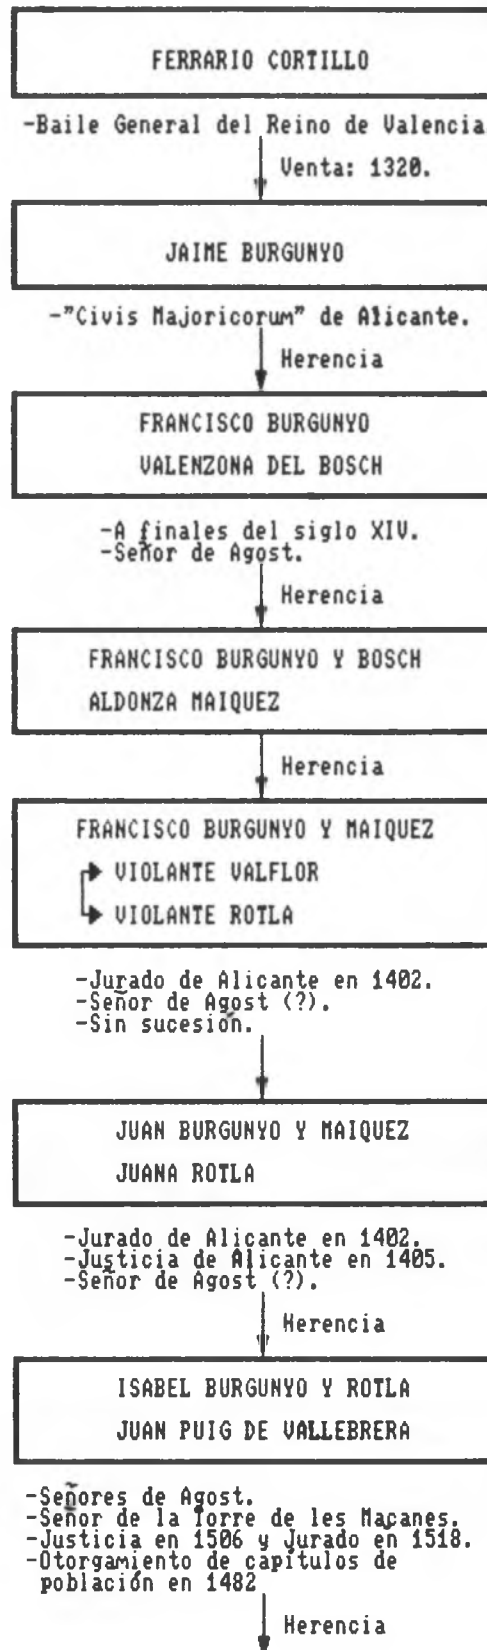 FERRARIO CORTILLO
-Baile General del Reino de Valencia
Venta: 1320.
JAIME BURGUNYO
-"Civis Majoricorum" de Alicante.
Herencia
FRANCISCO BURGUNYO
VALENZONA DEL BOSCH
-A finales del siglo XIV.
-Señor de Agost.
Herencia
FRANCISCO BURGUNYO Y BOSCH
ALDONZA MAIQUEZ
Herencia
FRANCISCO BURGUNYO Y MAIQUEZ
VIOLANTE VALFLOR
VIOLANTE ROTLA
-Jurado de Alicante en 1402.
-Señor de Agost (?).
-Sin sucesión.
JUAN BURGUNYO Y MAIQUEZ
JUANA ROTLA
-Jurado de Alicante en 1402.
-Justicia de Alicante en 1405.
-Señor de Agost (?).
Herencia
ISABEL BURGUNYO Y ROTLA
JUAN PUIG DE VALLEBRERA
-Señores de Agost.
-Señor de la Torre de les Maçanes.
-Justicia en 1506 y Jurado en 1518.
-Otorgamiento de capítulos de
población en 1482
Herencia